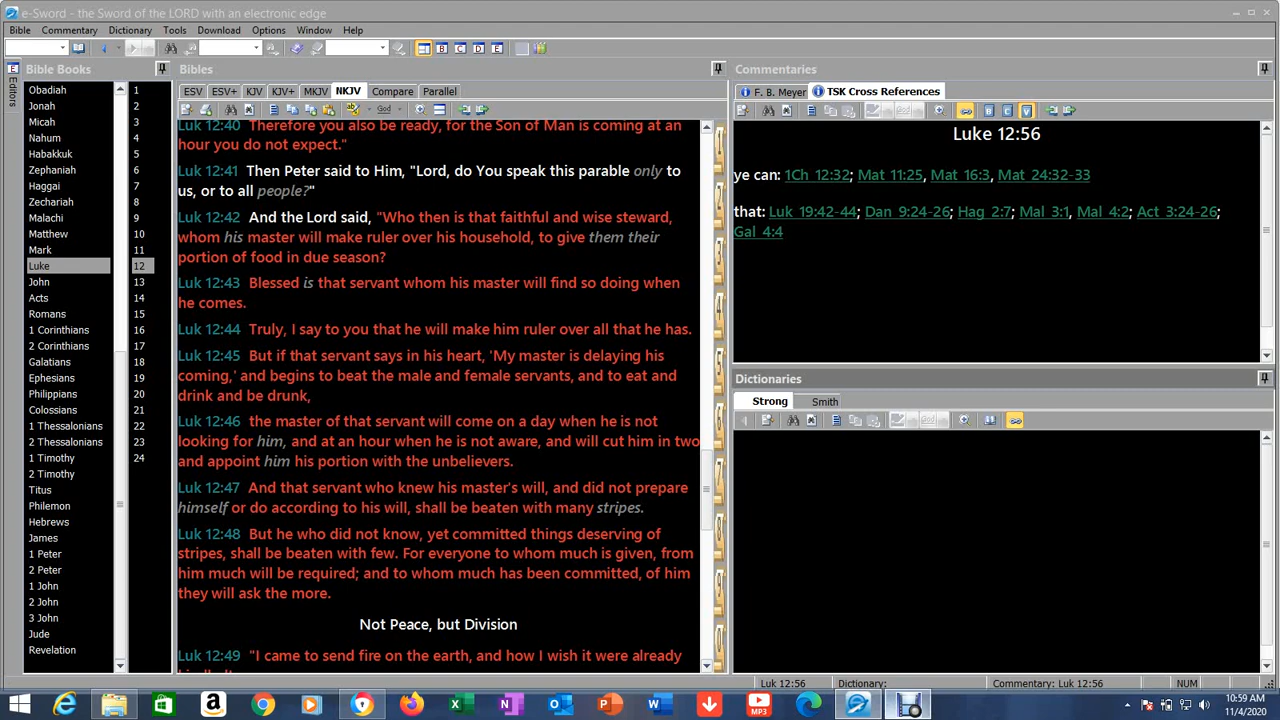 e-Sword - the Sword of the LORD with an electronic edge
Bible Commentary Dictionary Tools Download Options Window Help
B C D E
Editors
Bible Books
Obadiah
Jonah
Micah
Nahum
Habakkuk
Zephaniah
Haggai
Zechariah
Malachi
Matthew
Mark
Luke
John
Acts
Romans
1 Corinthians
2 Corinthians
Galatians
Ephesians
Philippians
Colossians
1 Thessalonians
2 Thessalonians
1 Timothy
2 Timothy
Titus
Philemon
Hebrews
James
1 Peter
2 Peter
1 John
2 John
3 John
Jude
Revelation
1
2
3
4
5
6
7
8
9
10
11
12
13
14
15
16
17
18
19
20
21
22
23
24
Bibles
ESV ESV+ KJV KJV+ MKJV NKJV Compare Parallel
God
Luk 12:40 Therefore you also be ready, for the Son of Man is coming at an
hour you do not expect."
Luk 12:41 Then Peter said to Him, "Lord, do You speak this parable only to
us, or to all people?"
Luk 12:42 And the Lord said, "Who then is that faithful and wise steward,
whom his master will make ruler over his household, to give them their
portion of food in due season?
Luk 12:43 Blessed is that servant whom his master will find so doing when
he comes.
Luk 12:44 Truly, I say to you that he will make him ruler over all that he has.
Luk 12:45 But if that servant says in his heart, 'My master is delaying his
coming,' and begins to beat the male and female servants, and to eat and
drink and be drunk,
Luk 12:46 the master of that servant will come on a day when he is not
looking for him, and at an hour when he is not aware, and will cut him in two
and appoint him his portion with the unbelievers.
Luk 12:47 And that servant who knew his master's will, and did not prepare
himself or do according to his will, shall be beaten with many stripes.
Luk 12:48 But he who did not know, yet committed things deserving of
stripes, shall be beaten with few. For everyone to whom much is given, from
him much will be required; and to whom much has been committed, of him
they will ask the more.
Not Peace, but Division
Luk 12:49 "I came to send fire on the earth, and how I wish it were already
1
2
3
4
5
6
7
8
9
Commentaries
F. B. Meyer TSK Cross References
God B C V
Luke 12:56
ye can: 1Ch 12:32; Mat 11:25, Mat 16:3, Mat 24:32-33
that: Luk 19:42-44; Dan 9:24-26; Hag 2:7; Mal 3:1, Mal 4:2; Act 3:24-26;
Gal 4:4
Dictionaries
Strong Smith
God
Luk 12:56 Dictionary: Commentary: Luk 12:56 NUM
MP3
10:59 AM
11/4/2020